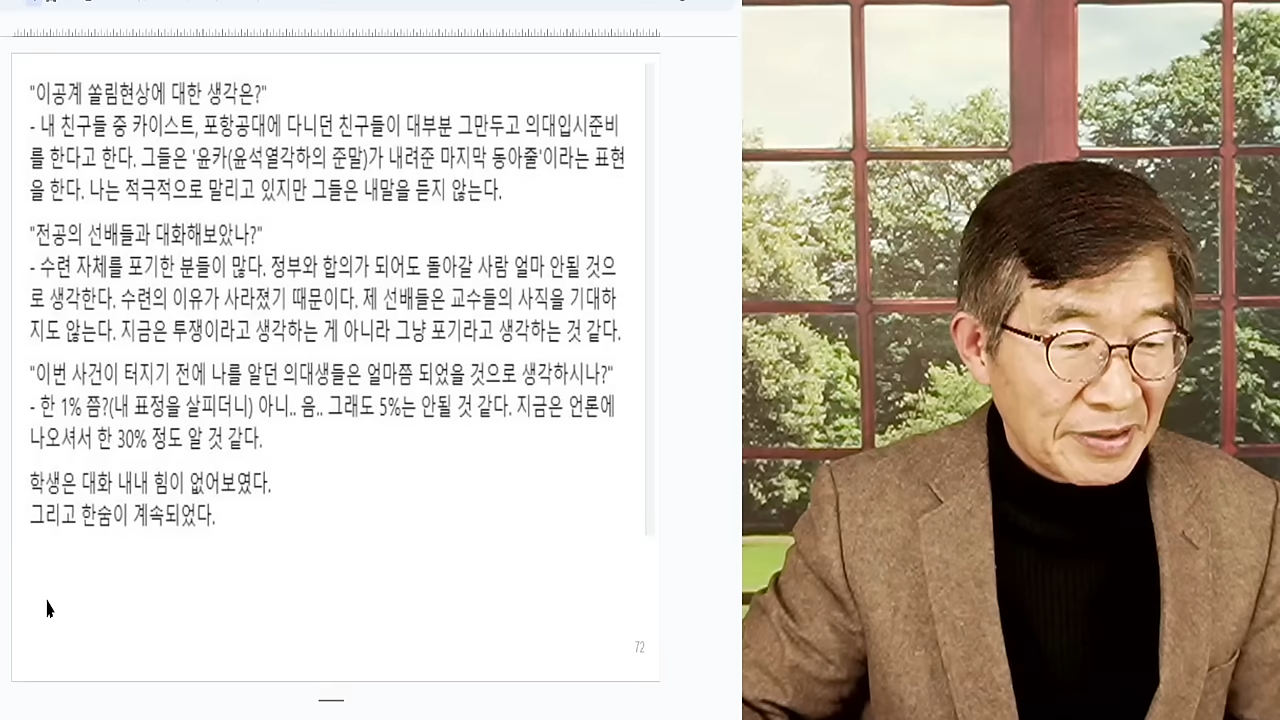 "이공계 쏠림현상에 대한 생각은?"
- 내 친구들 중 카이스트, 포항공대에 다니던 친구들이 대부분 그만두고 의대입시준비
를 한다고 한다. 그들은 '윤카(윤석열각하의 준말)가 내려준 마지막 동아줄'이라는 표현
을 한다. 나는 적극적으로 말리고 있지만 그들은 내말을 듣지 않는다.
"전공의 선배들과 대화해보았나?"
- 수련 자체를 포기한 분들이 많다. 정부와 합의가 되어도 돌아갈 사람 얼마 안될 것으
로 생각한다. 수련의 이유가 사라졌기 때문이다. 제 선배들은 교수들의 사직을 기대하
지도 않는다. 지금은 투쟁이라고 생각하는 게 아니라 그냥 포기라고 생각하는 것 같다.
"이번 사건이 터지기 전에 나를 알던 의대생들은 얼마쯤 되었을 것으로 생각하시나?"
- 한 1% 쯤?(내 표정을 살피더니) 아니.. 음.. 그래도 5%는 안될 것 같다. 지금은 언론에
나오셔서 한 30% 정도 알 것 같다.
학생은 대화 내내 힘이 없어보였다.
그리고 한숨이 계속되었다.
72